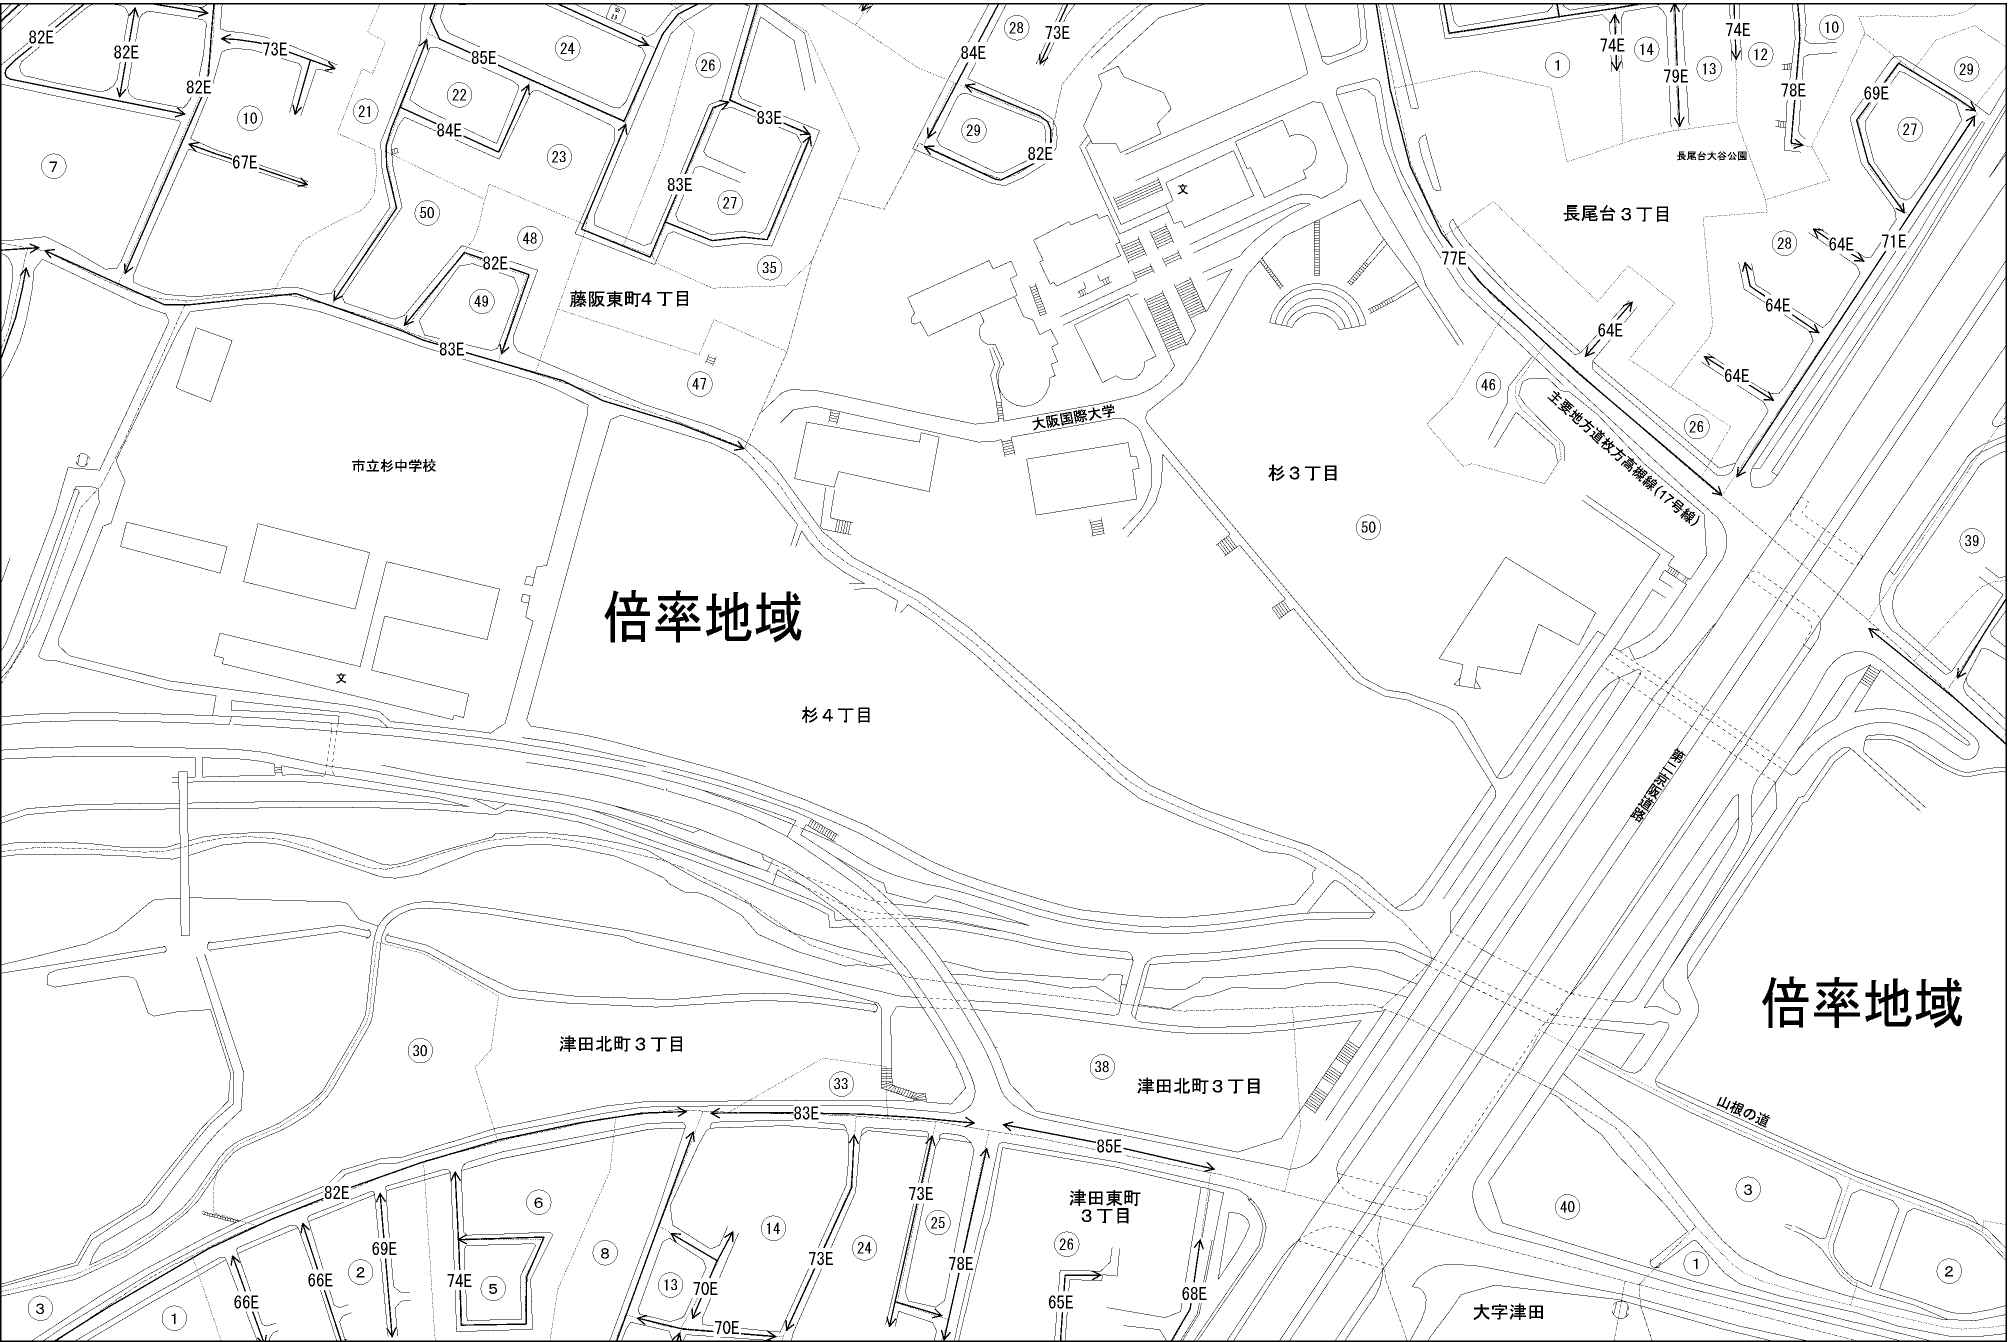 82E
82E
73E
82E
85E
24
26
84E
28
73E
74E
14
74E
12
10
1
79E
13
78E
29
69E
27
10
21
22
84E
23
83E
29
82E
7
67E
83E
27
50
48
82E
49
35
藤阪東町4丁目
83E
47
文
長尾台大谷公園
長尾台3丁目
28
64E
71E
77E
64E
64E
64E
46
26
主要地方道枚方高槻線(17号線)
大阪国際大学
市立杉中学校
杉3丁目
50
39
倍率地域
文
杉4丁目
第二京阪道路
倍率地域
30
津田北町3丁目
33
38
津田北町3丁目
山根の道
83E
85E
82E
6
69E
2
66E
66E
74E
5
8
3
1
14
13
70E
70E
73E
24
73E
25
78E
津田東町
3丁目
26
65E
68E
40
3
1
2
大字津田